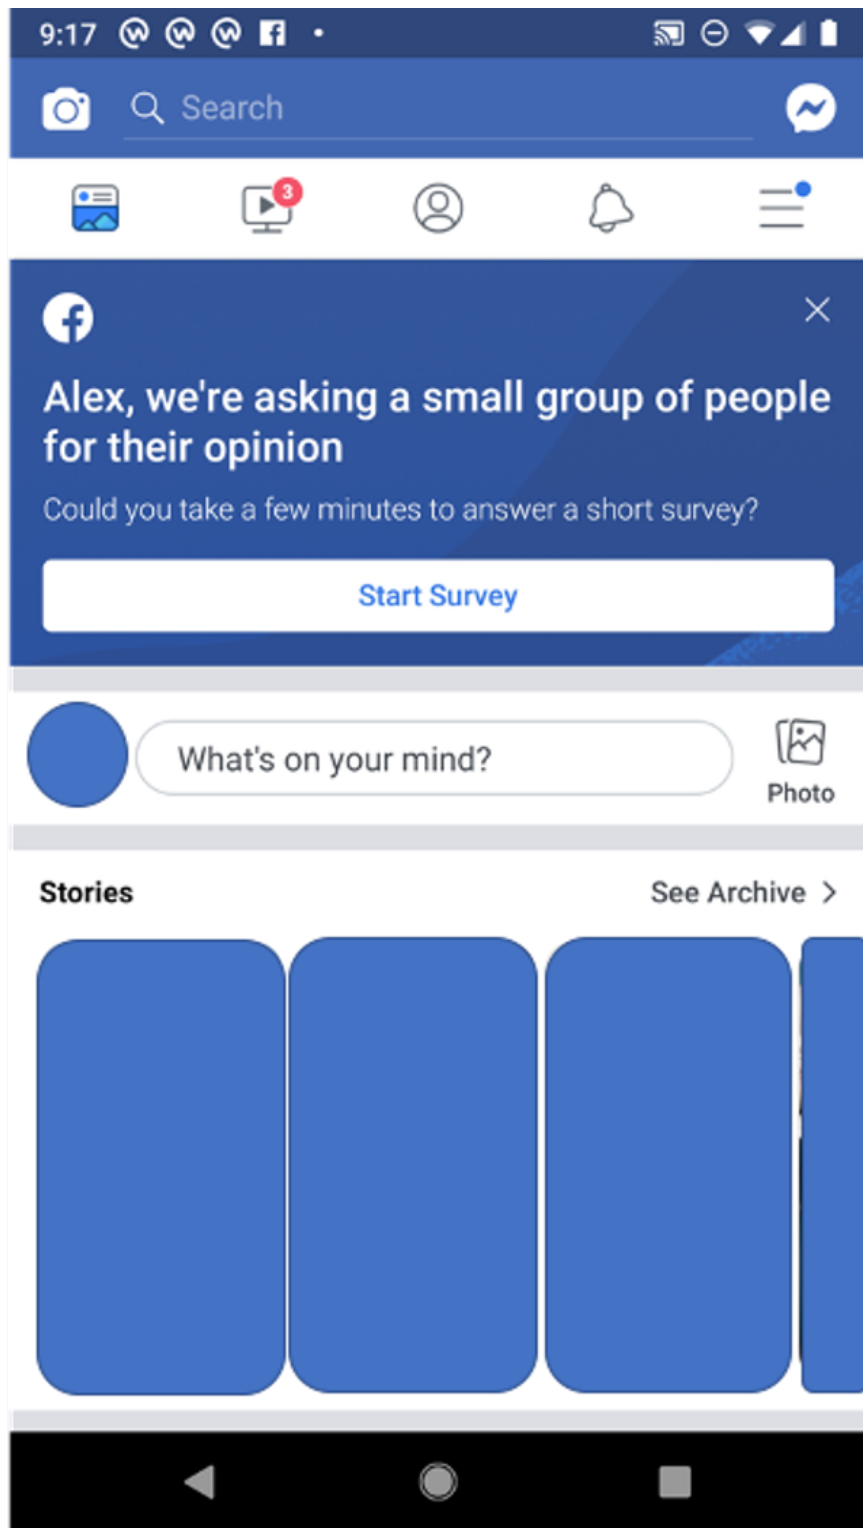 9:17
Search
3
Alex, we're asking a small group of people
for their opinion
Could you take a few minutes to answer a short survey?
Start Survey
What's on your mind?
Photo
Stories
See Archive